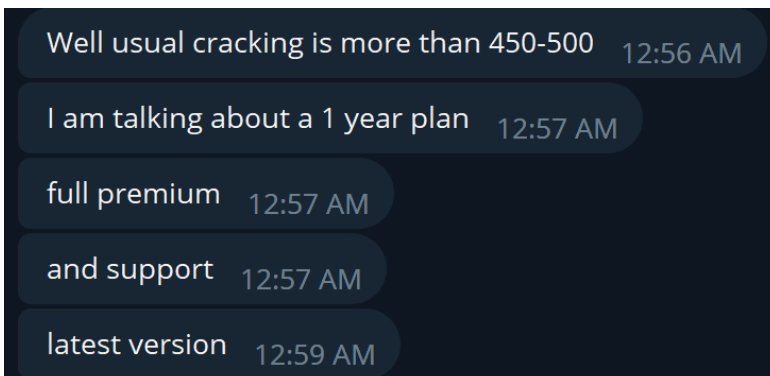 Well usual cracking is more than 450-500 12:56 AM
I am talking about a 1 year plan 12:57 AM
full premium 12:57 AM
and support 12:57 AM
latest version 12:59 AM